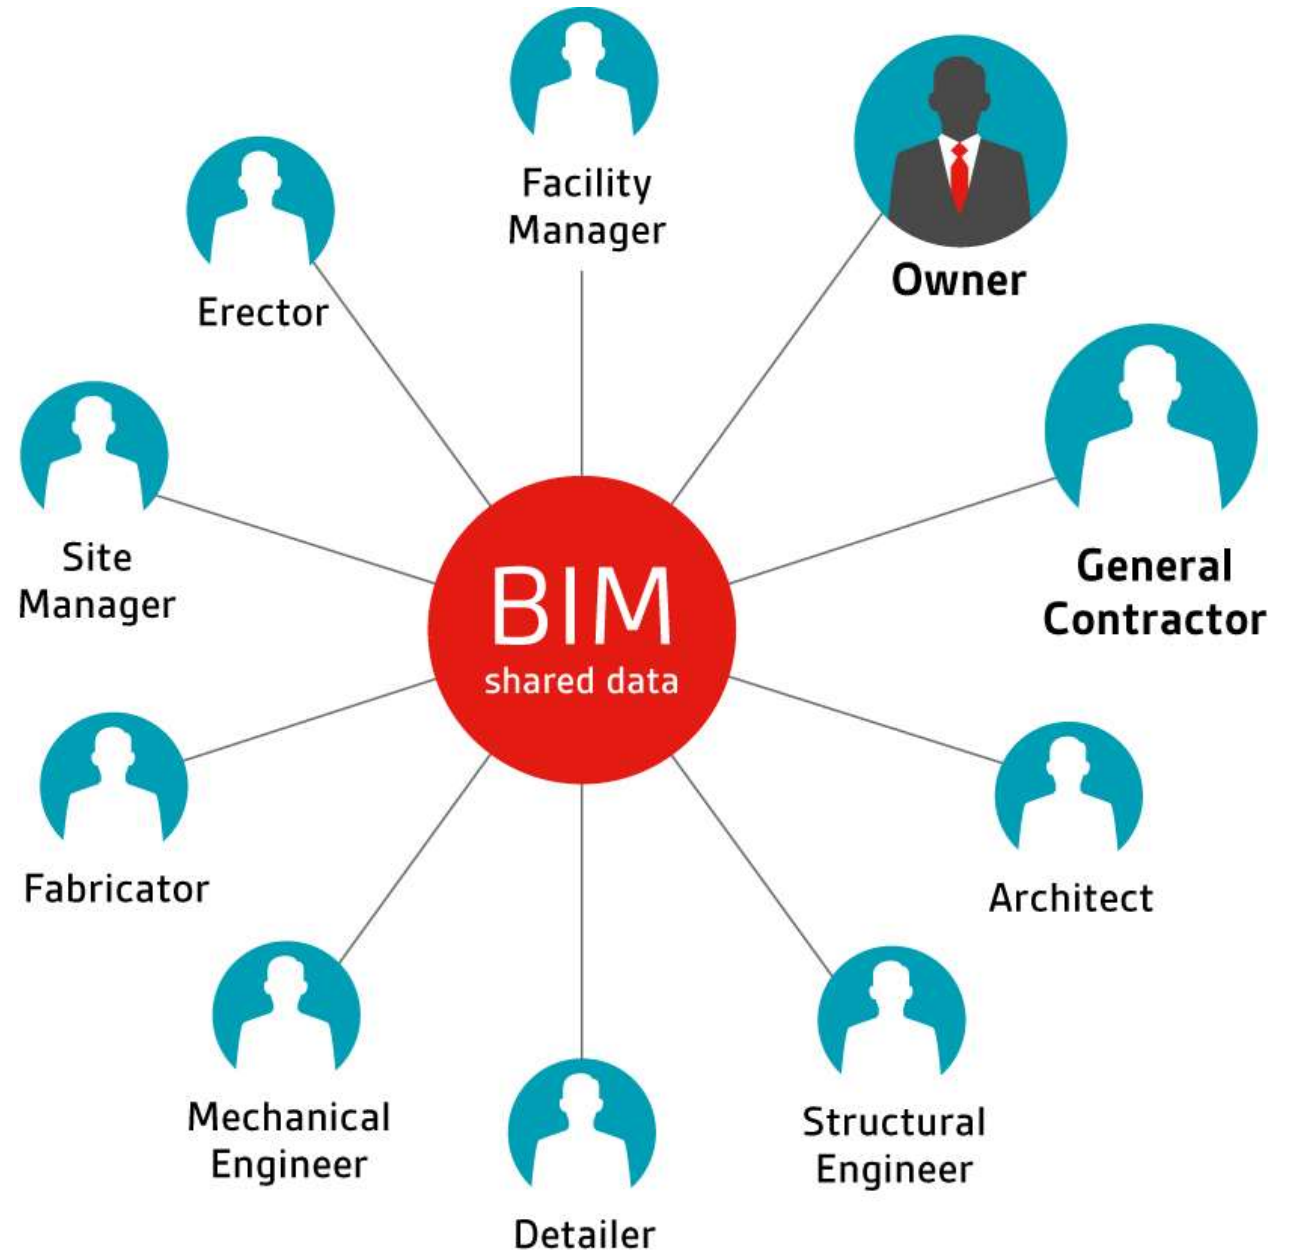 Facility
Manager
Owner
Erector
General
Contractor
Site
Manager
BIM
shared data
Fabricator
Architect
Mechanical
Engineer
Structural
Engineer
Detailer